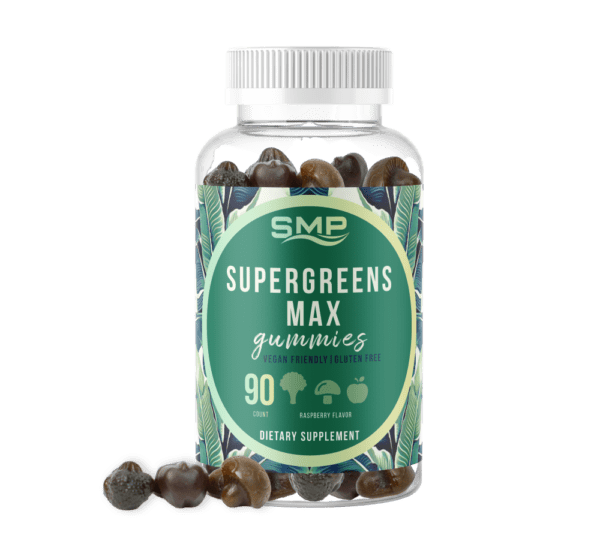 SMP
SUPERGREENS
MAX
gummies
VEGAN FRIENDLY | GLUTEN FREE
90
COUNT
RASPBERRY FLAVOR
DIETARY SUPPLEMENT